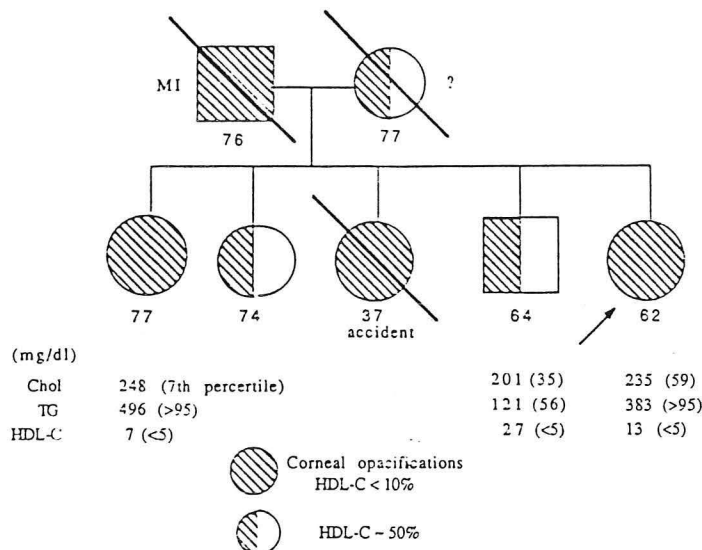 MI
?
76 77
77 74 37 64 62
accident
(mg/dl)
Chol 248 (7th percentile) 201 (35) 235 (59)
TG 496 (>95) 121 (56) 383 (>95)
HDL-C 7 (<5) 27 (<5) 13 (<5)
Corneal opacifications
HDL-C < 10%
HDL-C ~ 50%